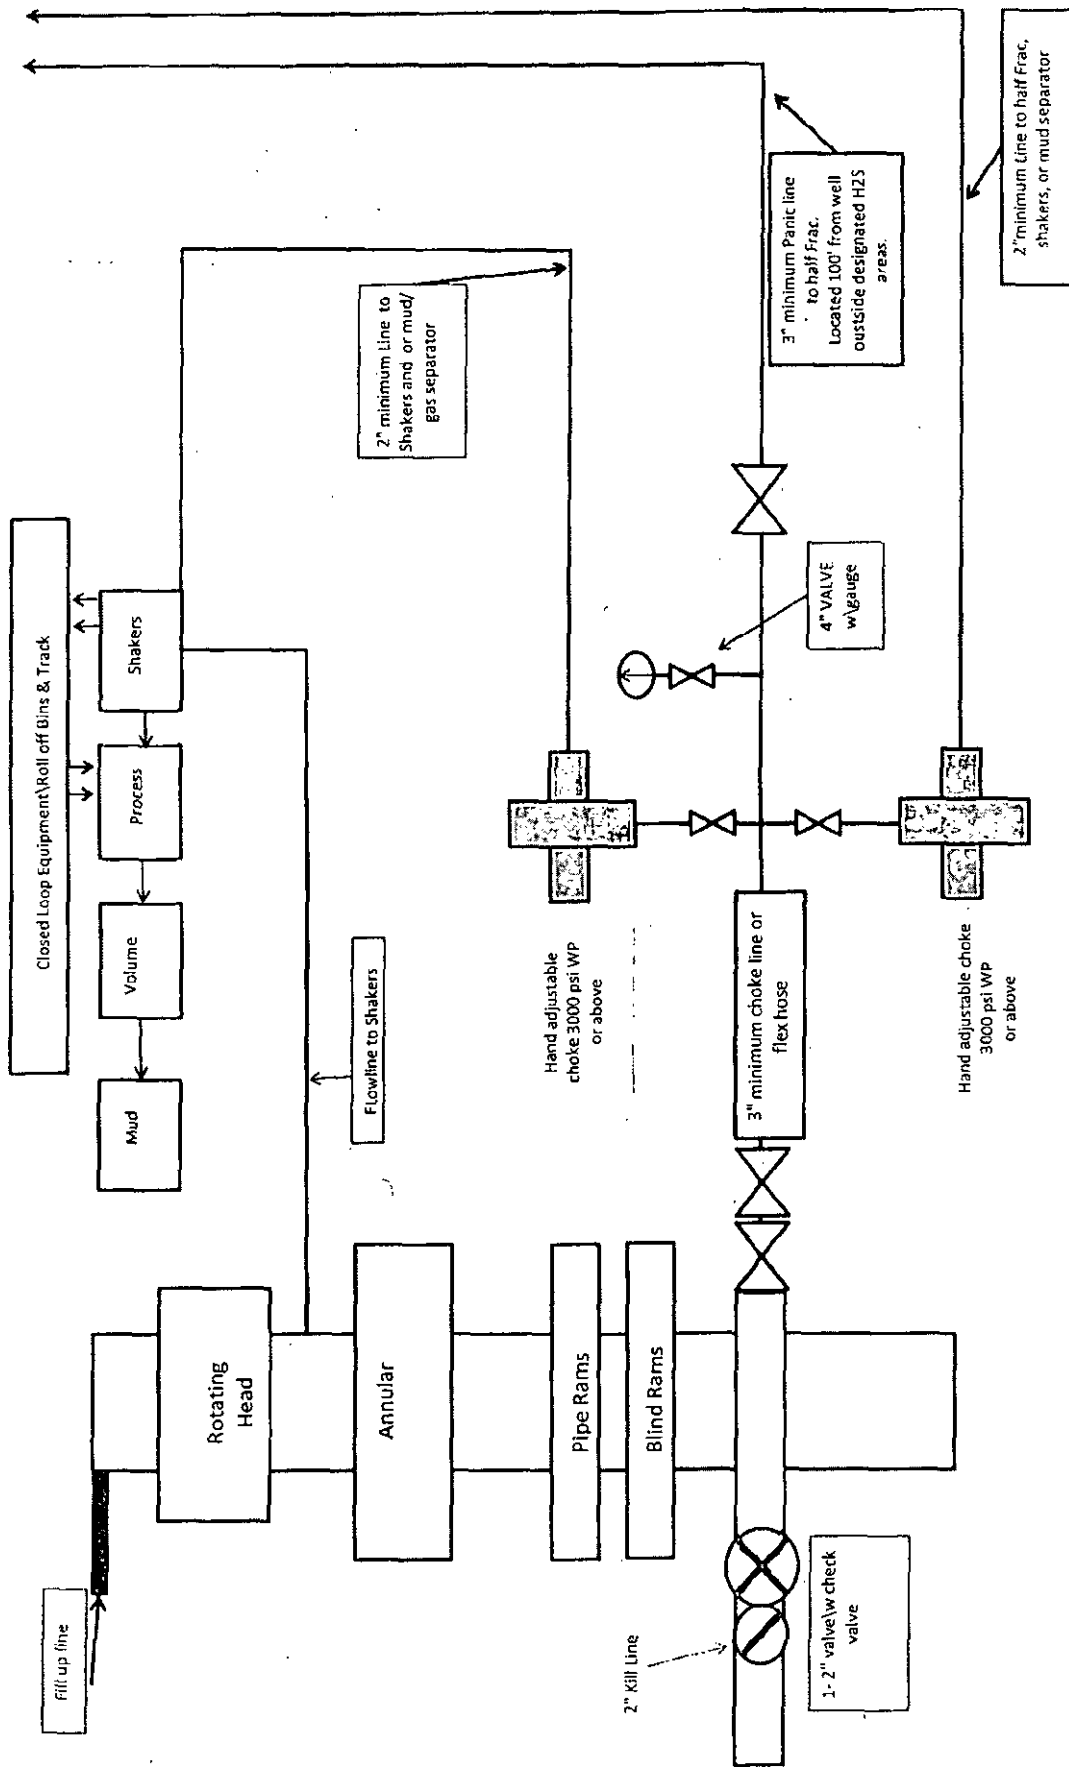 Fill up line
Rotating
Head
Annular
Pipe Rams
Blind Rams
2" Kill Line
1- 2" valve\w check
valve
Mud
Volume
Process
Shakers
Closed Loop Equipment\Roll off Bins & Track
Flowline to Shakers
Hand adjustable
choke 3000 psi WP
or above
3" minimum choke line or
flex hose
Hand adjustable choke
3000 psi WP
or above
2" minimum Line to
Shakers and or mud/
gas separator
4" VALVE
w\gauge
3" minimum Panic line
to half Frac.
Located 100' from well
oustside designated H2S
areas.
2"minimum Line to half Frac,
shakers, or mud separator